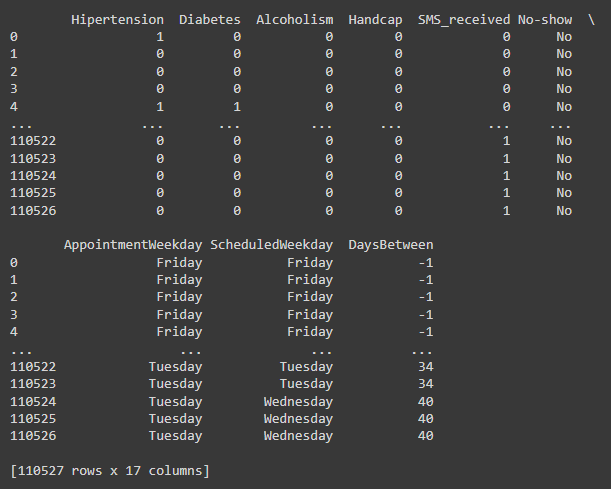 Hipertension Diabetes Alcoholism Handcap SMS_received No-show \
0 1 0 0 0 0 No
1 0 0 0 0 0 No
2 0 0 0 0 0 No
3 0 0 0 0 0 No
4 1 1 0 0 0 No
... ... ... ... ... ... ...
110522 0 0 0 0 1 No
110523 0 0 0 0 1 No
110524 0 0 0 0 1 No
110525 0 0 0 0 1 No
110526 0 0 0 0 1 No
AppointmentWeekday ScheduledWeekday DaysBetween
0 Friday Friday -1
1 Friday Friday -1
2 Friday Friday -1
3 Friday Friday -1
4 Friday Friday -1
... ... ... ...
110522 Tuesday Tuesday 34
110523 Tuesday Tuesday 34
110524 Tuesday Wednesday 40
110525 Tuesday Wednesday 40
110526 Tuesday Wednesday 40
[110527 rows x 17 columns]